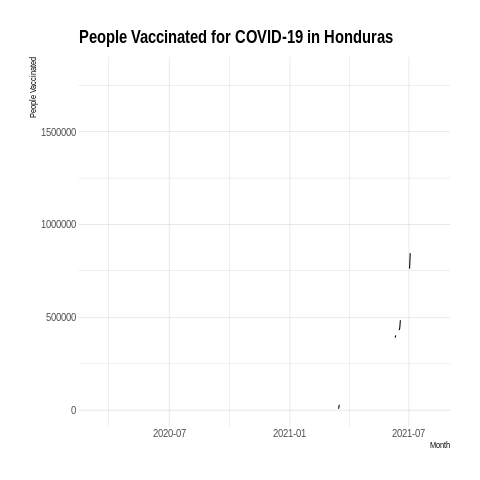 People Vaccinated for COVID-19 in Honduras
People Vaccinated
1500000
1000000
500000
0
2020-07
2021-01
2021-07
Month